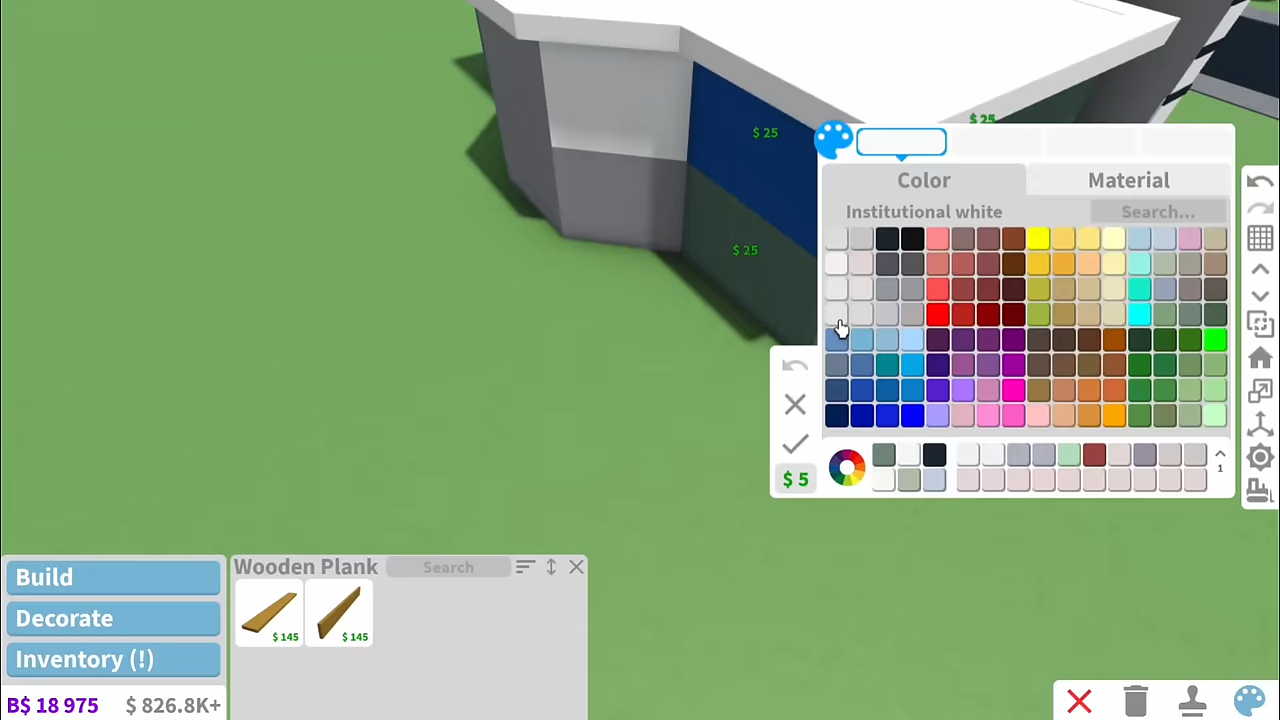 $ 25
$ 25
$ 25
Color
Material
Institutional white
Search...
$ 5
1
Wooden Plank
Search
$ 145
$ 145
Build
Decorate
Inventory (!)
B$ 18 975
$ 826.8K+